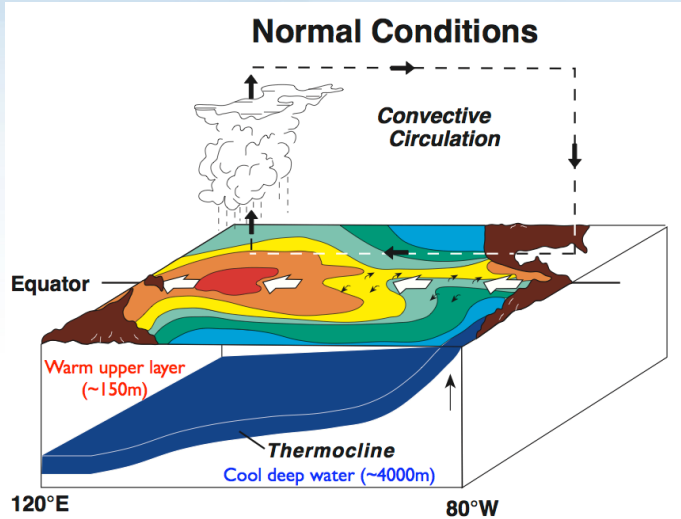 Normal Conditions
Convective
Circulation
Equator
Warm upper layer
(~150m)
Thermocline
Cool deep water (~4000m)
120°E
80°W